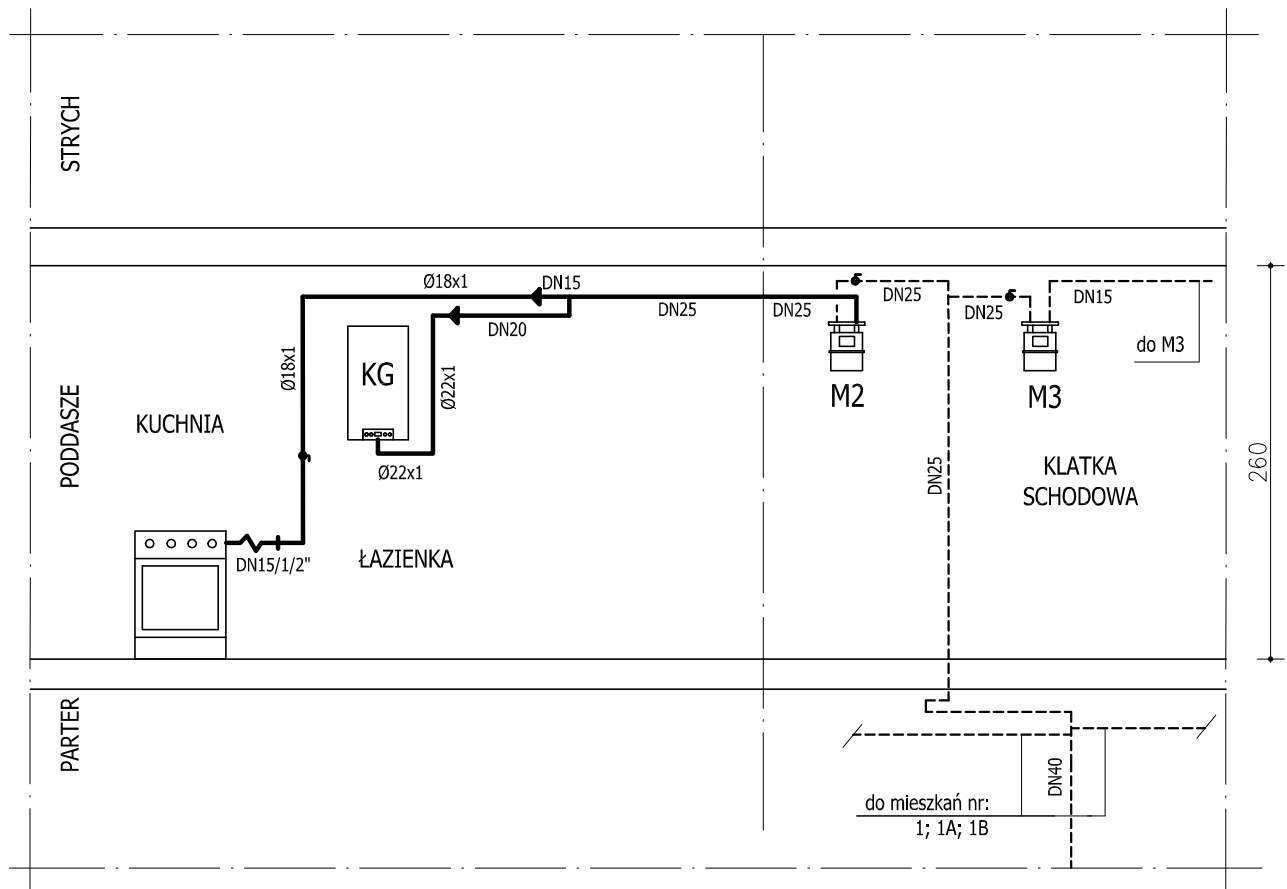 STRYCH
Ø18x1
DN15
DN25
DN25
DN25
DN25
DN15
DN20
do M3
Ø18x1
KG
Ø22x1
M2
M3
PODDASZE
KUCHNIA
Ø22x1
DN25
KLATKA
SCHODOWA
260
DN15/1/2"
ŁAZIENKA
PARTER
DN40
do mieszkań nr:
1; 1A; 1B